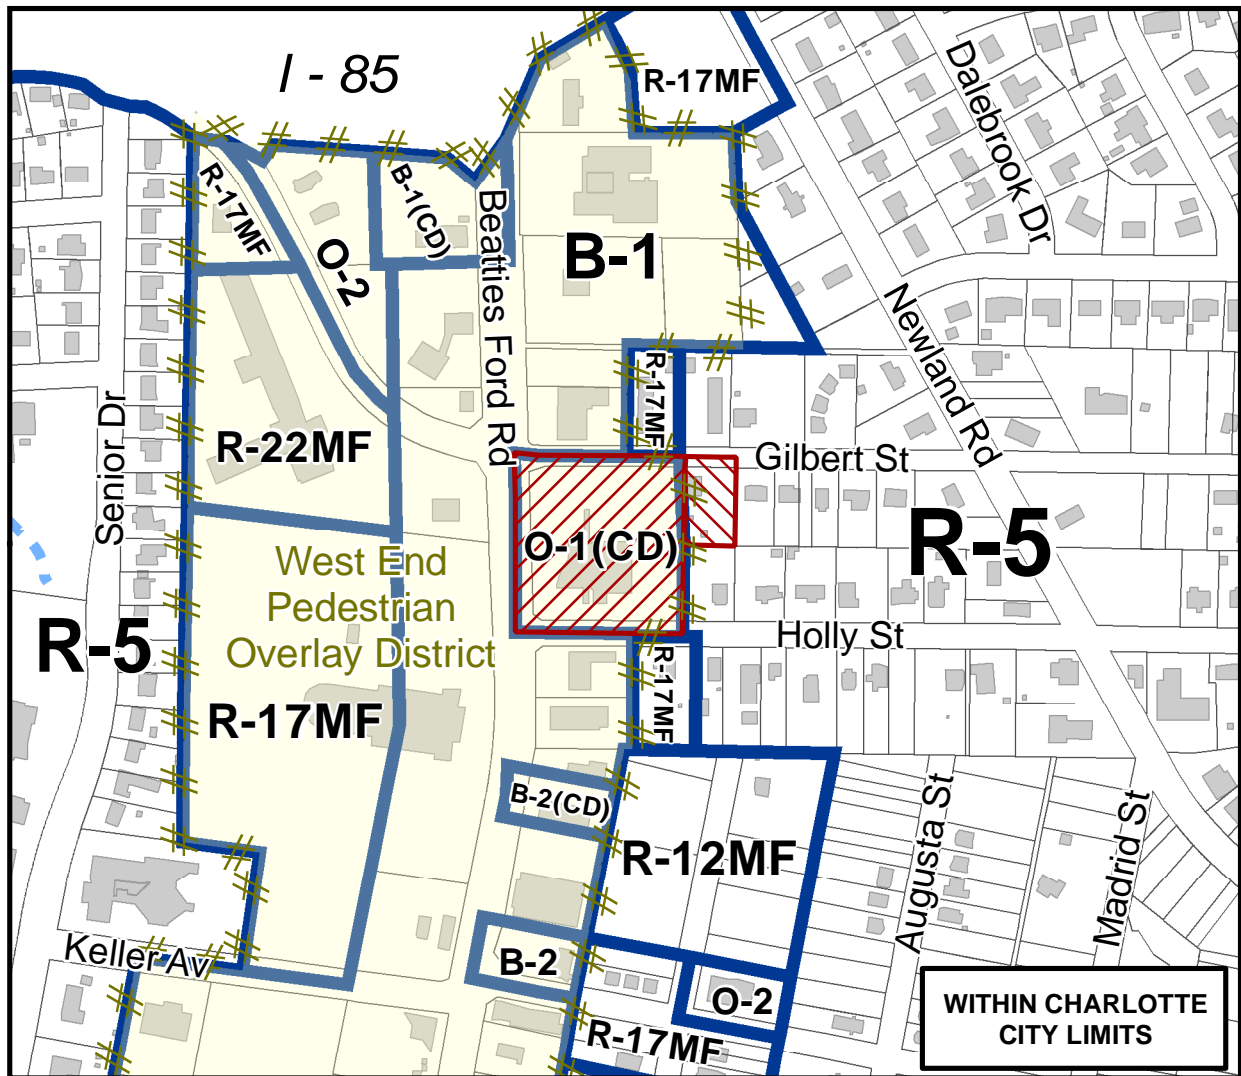 I - 85
R-17MF
Dalebrook Dr
R-17MF
B-1(CD)
O-2
Beatties Ford Rd
B-1
Newland Rd
R-17MF
Senior Dr
R-22MF
Gilbert St
O-1(CD)
R-5
West End
Pedestrian
Overlay District
R-5
Holly St
R-17MF
R-17MF
B-2(CD)
R-12MF
Augusta St
Madrid St
Keller Av
B-2
O-2
R-17MF
WITHIN CHARLOTTE
CITY LIMITS